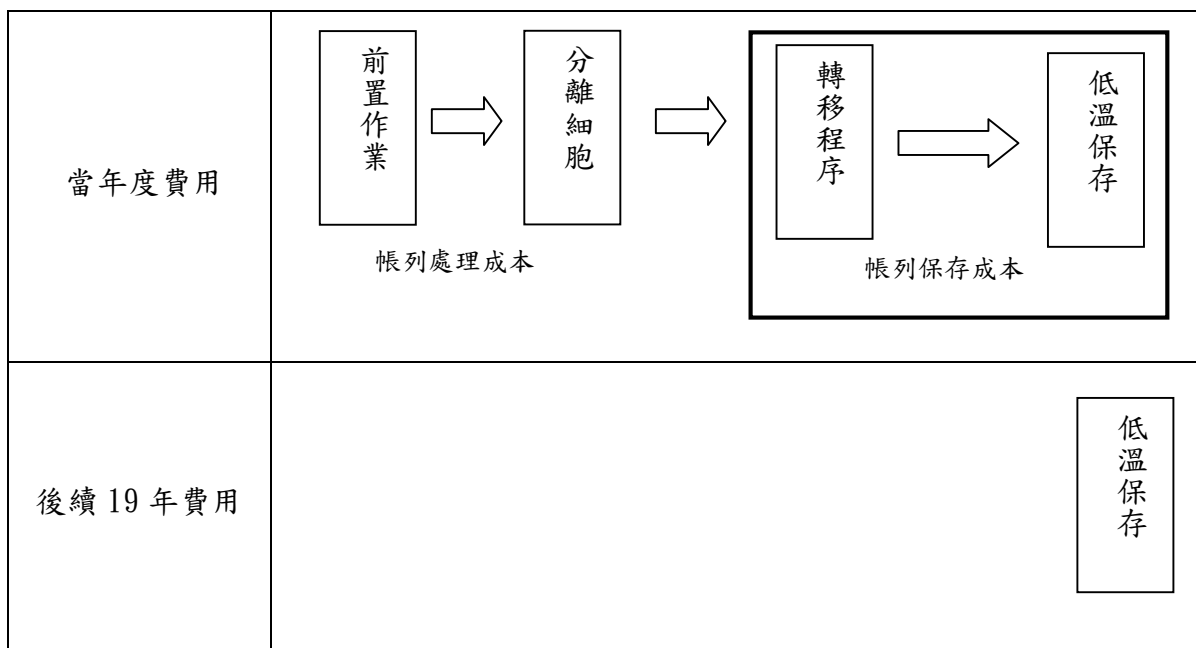 當年度費用
前置作業
分離細胞
轉移程序
低溫保存
帳列處理成本
帳列保存成本
後續 19 年費用
低溫保存